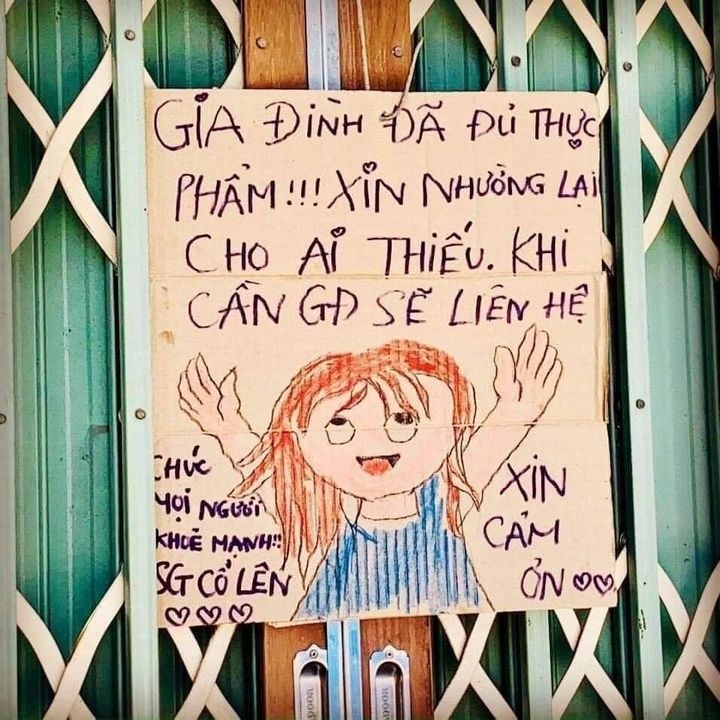 GIA ĐÌNH ĐÃ ĐỦ THỰC
PHẨM!!! XIN NHƯỜNG LẠI
CHO AI THIẾU. KHI
CẦN GĐ SẼ LIÊN HỆ
CHÚC
MỌI NGƯỜI
KHOẺ MẠNH!!
SG CỐ LÊN
♡♡♡
XIN
CẢM
ƠN ♡♡